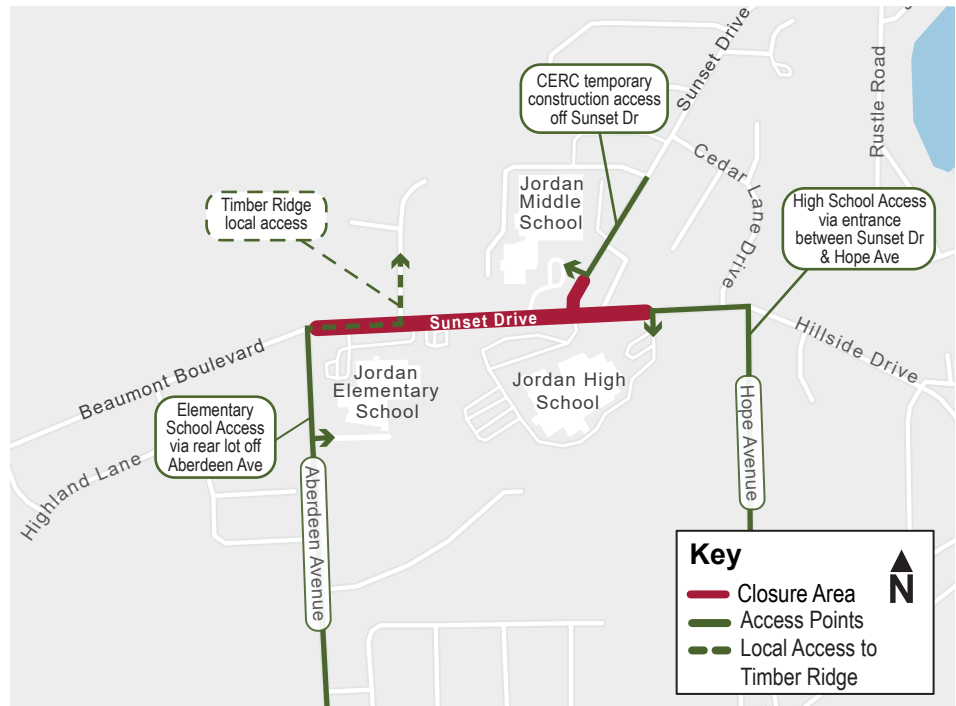 Sunset Drive
CERC temporary
construction access
off Sunset Dr
Rustle Road
Cedar Lane Drive
Jordan
Middle
School
Timber Ridge
local access
High School Access
via entrance
between Sunset Dr
& Hope Ave
Sunset Drive
Hillside Drive
Beaumont Boulevard
Jordan
Elementary
School
Jordan High
School
Elementary
School Access
via rear lot off
Aberdeen Ave
Hope Avenue
Highland Lane
Aberdeen Avenue
Key
N
Closure Area
Access Points
Local Access to
Timber Ridge